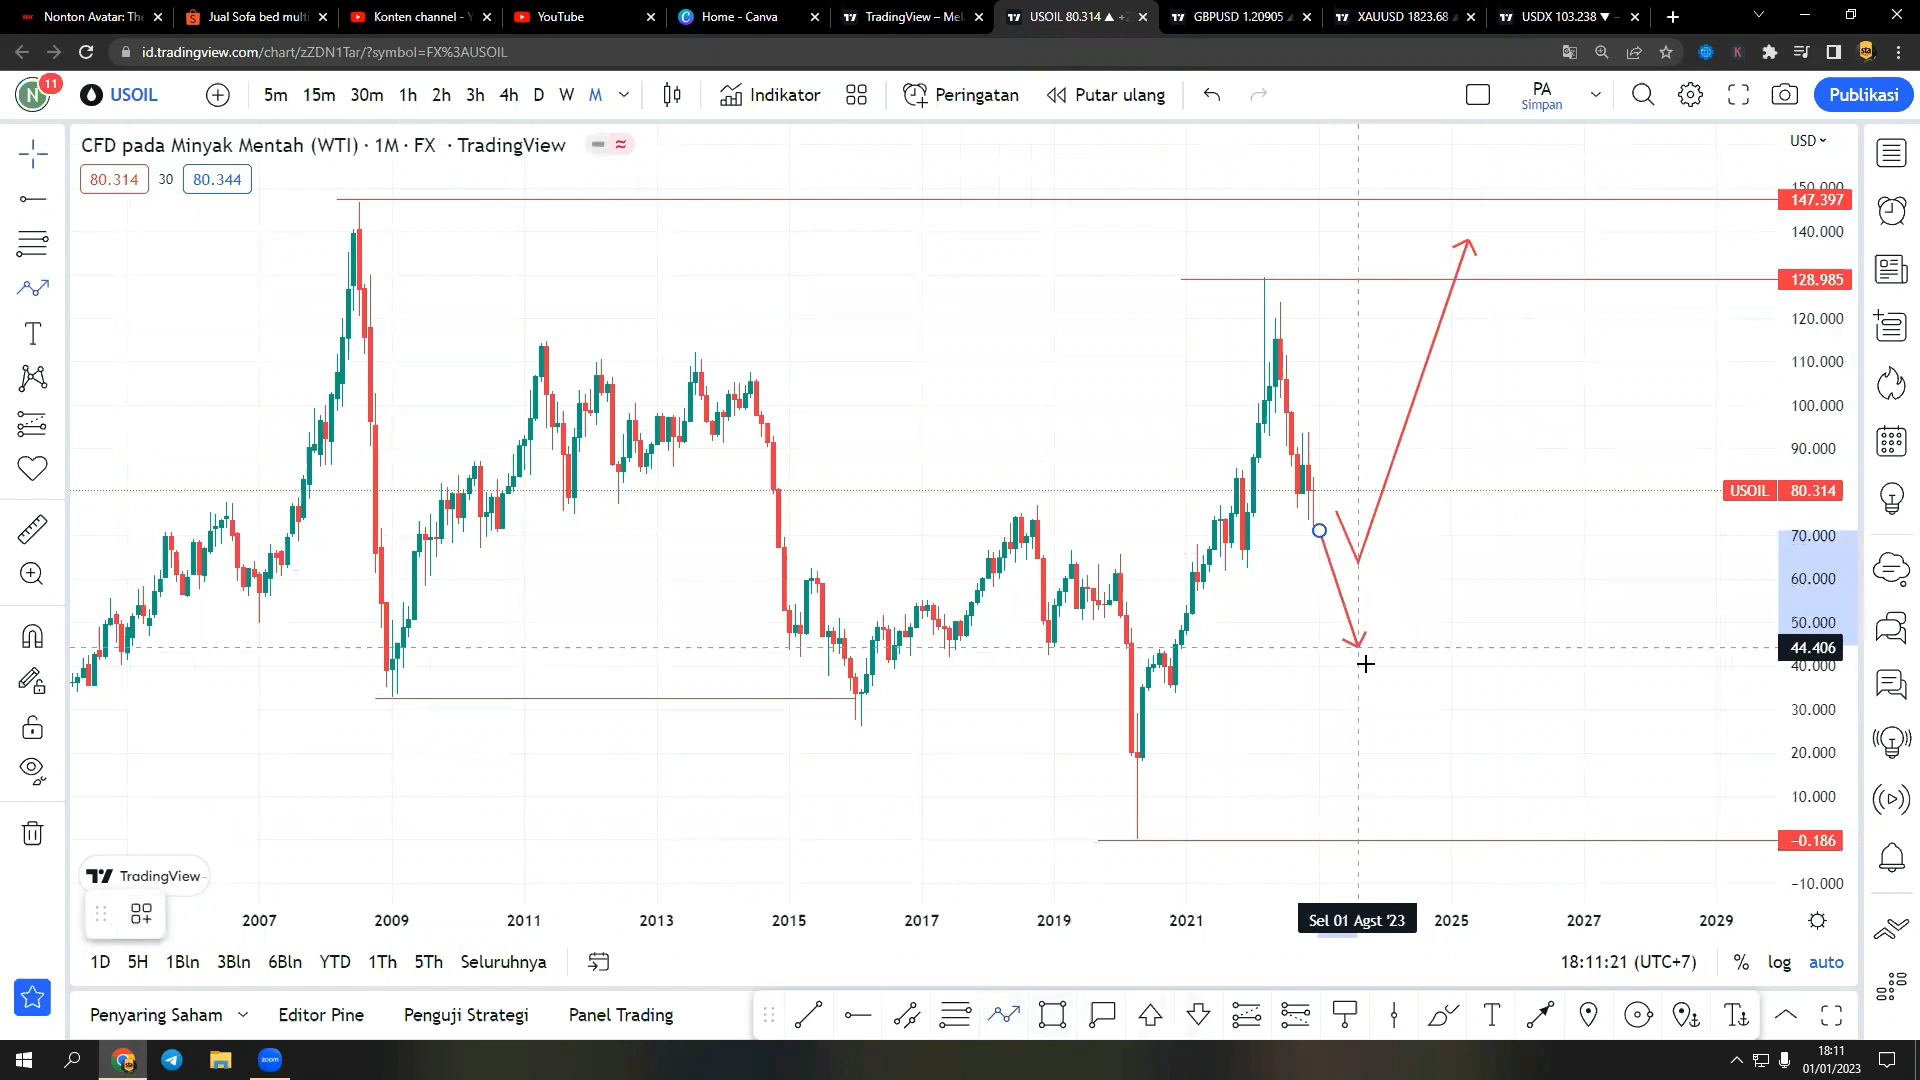 Nonton Avatar: The
Jual Sofa bed multi
Konten channel - Y
YouTube
Home - Canva
TradingView – Mel
USOIL 80.314 ▲ +2
GBPUSD 1.20905
XAUUSD 1823.68
USDX 103.238 ▼ –
id.tradingview.com/chart/zZDN1Tar/?symbol=FX%3AUSOIL
N 11 USOIL 5m 15m 30m 1h 2h 3h 4h D W M Indikator Peringatan Putar ulang PA Simpan Publikasi
CFD pada Minyak Mentah (WTI) · 1M · FX · TradingView
80.314 30 80.344
USD
150.000
147.397
140.000
128.985
120.000
110.000
100.000
90.000
USOIL 80.314
70.000
60.000
50.000
44.406
40.000
30.000
20.000
10.000
−0.186
−10.000
TradingView
2007 2009 2011 2013 2015 2017 2019 2021 Sel 01 Agst '23 2025 2027 2029
1D 5H 1Bln 3Bln 6Bln YTD 1Th 5Th Seluruhnya 18:11:21 (UTC+7) % log auto
Penyaring Saham Editor Pine Penguji Strategi Panel Trading
zoom
18:11
01/01/2023